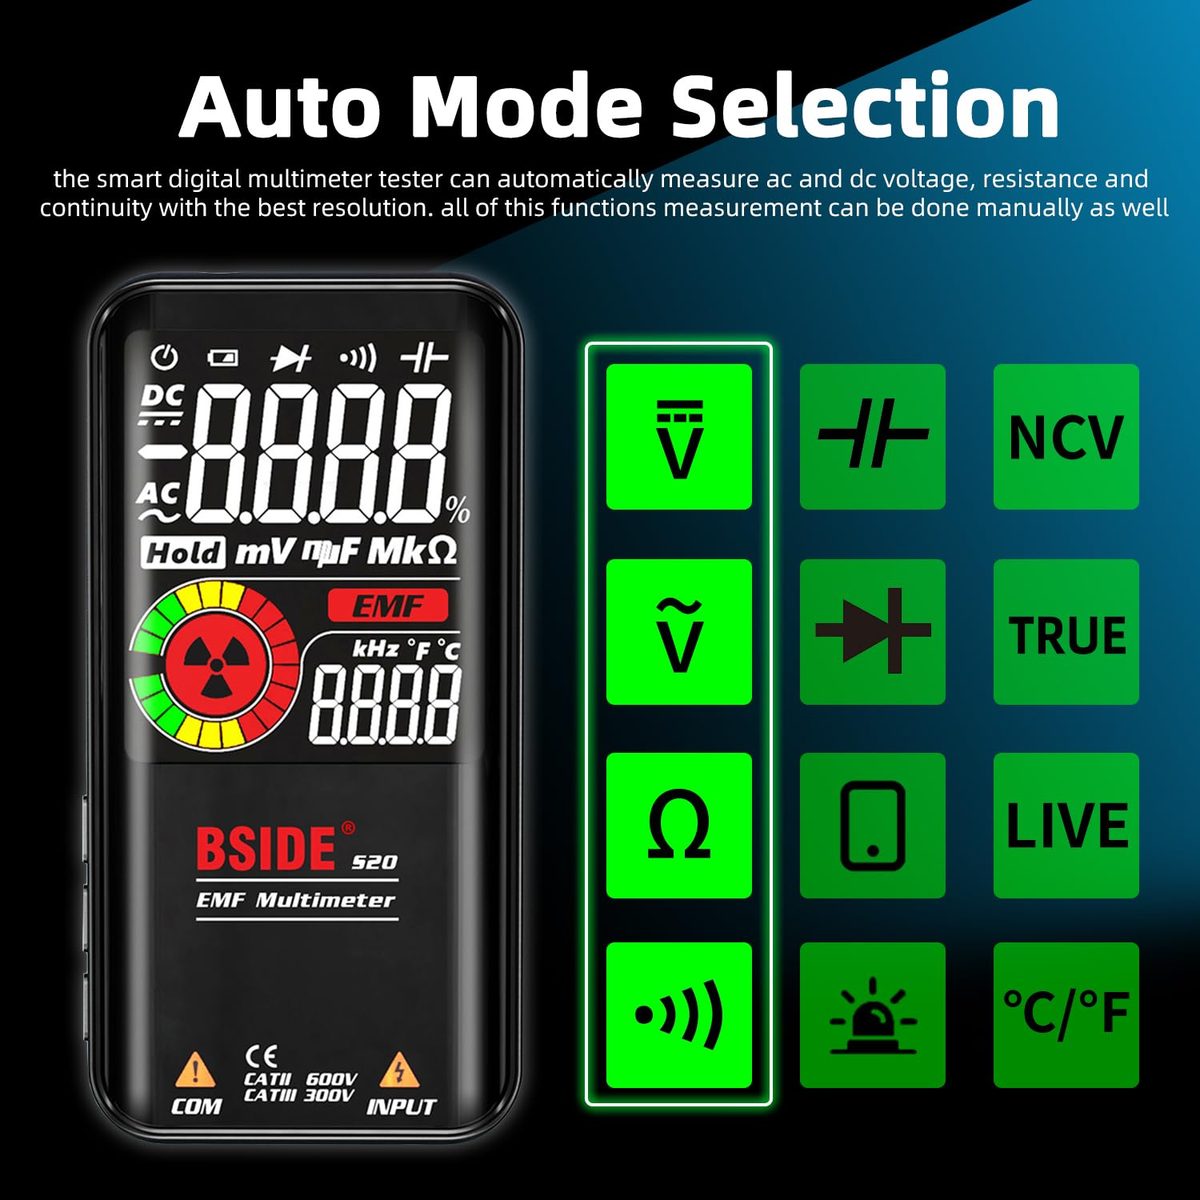 Auto Mode Selection
the smart digital multimeter tester can automatically measure ac and dc voltage, resistance and
continuity with the best resolution. all of this functions measurement can be done manually as well
DC
AC
8.8.8.8
%
Hold mV mμF MkΩ
EMF
kHz °F °C
8.8.8.8
BSIDE® S20
EMF Multimeter
CE
CATII 600V
CATIII 300V
COM
INPUT
V
NCV
V
TRUE
Ω
LIVE
°C/°F